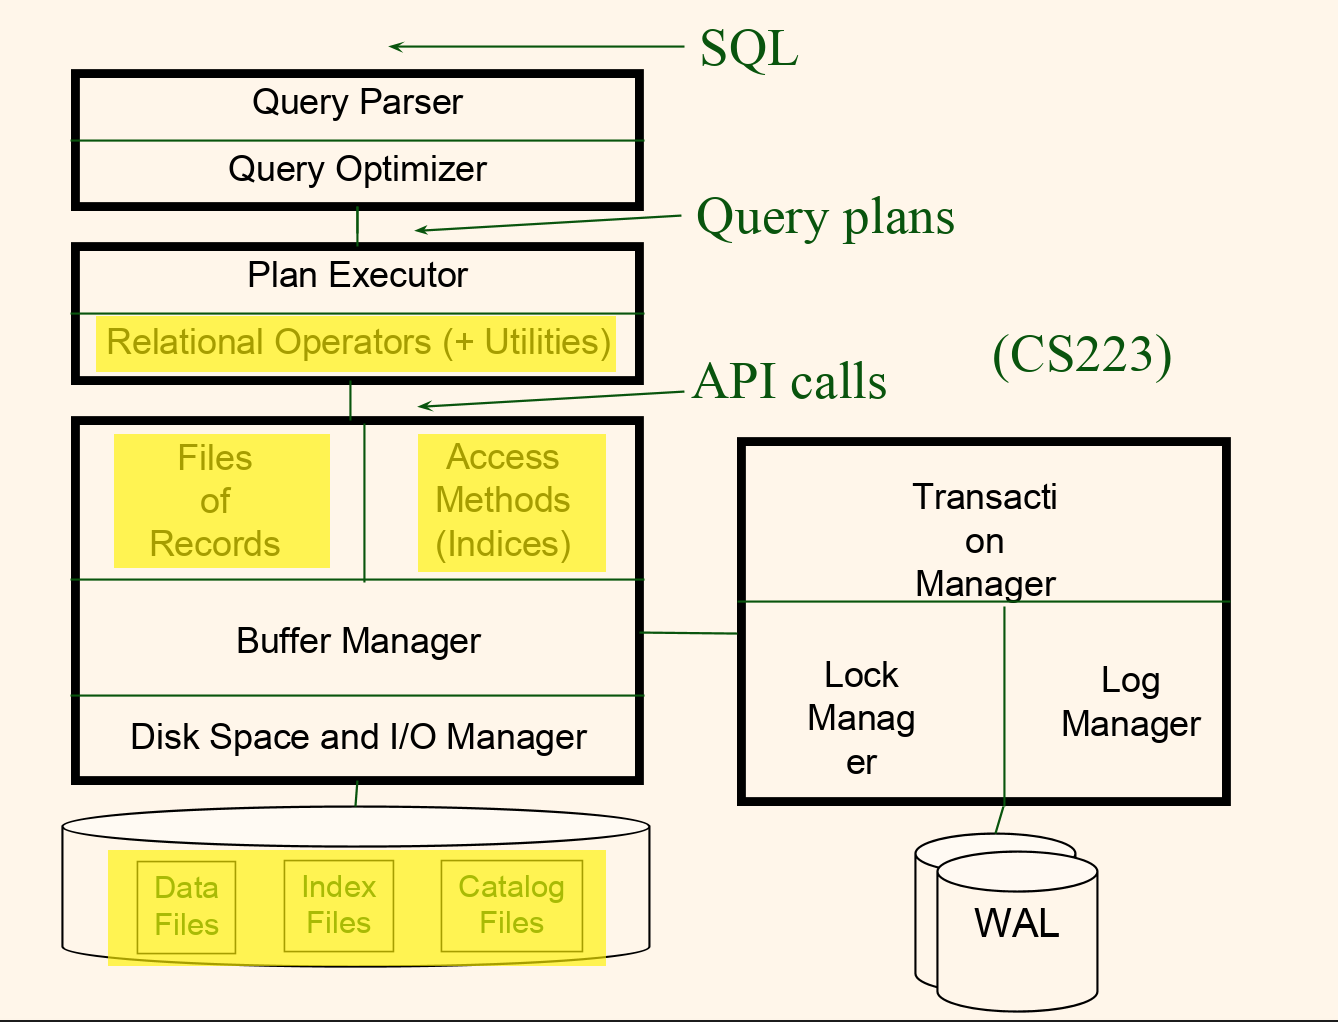 SQL
Query Parser
Query Optimizer
Query plans
Plan Executor
Relational Operators (+ Utilities)
API calls
(CS223)
Files
of
Records
Access
Methods
(Indices)
Buffer Manager
Disk Space and I/O Manager
Transacti
on
Manager
Lock
Manag
er
Log
Manager
Data
Files
Index
Files
Catalog
Files
WAL